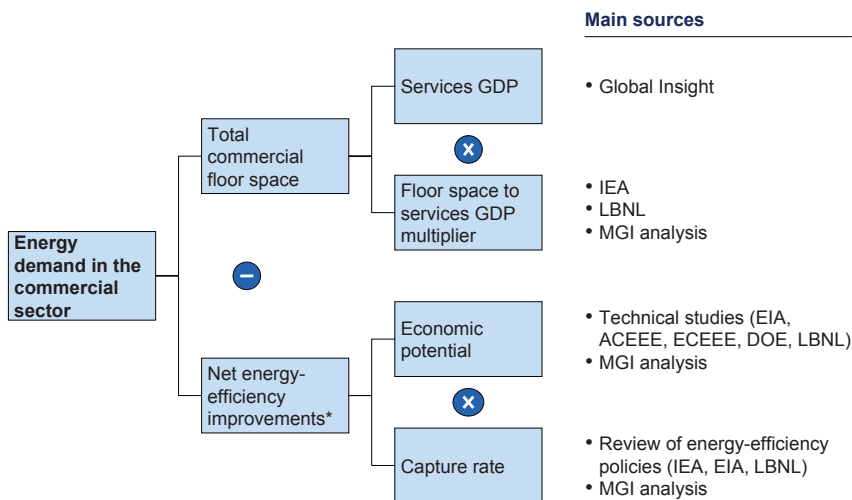 Main sources
Services GDP
• Global Insight
Total
commercial
floor space
×
Floor space to
services GDP
multiplier
• IEA
• LBNL
• MGI analysis
Energy
demand in the
commercial
sector
−
Economic
potential
• Technical studies (EIA,
ACEEE, ECEEE, DOE, LBNL)
• MGI analysis
Net energy-
efficiency
improvements*
×
Capture rate
• Review of energy-efficiency
policies (IEA, EIA, LBNL)
• MGI analysis